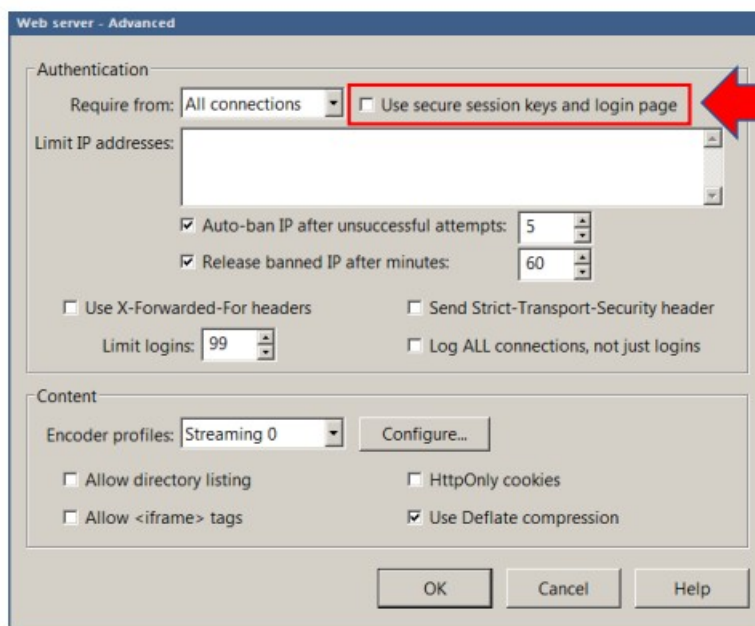 Web server - Advanced
Authentication
Require from: All connections Use secure session keys and login page
Limit IP addresses:
Auto-ban IP after unsuccessful attempts: 5
Release banned IP after minutes: 60
Use X-Forwarded-For headers Send Strict-Transport-Security header
Limit logins: 99 Log ALL connections, not just logins
Content
Encoder profiles: Streaming 0 Configure...
Allow directory listing HttpOnly cookies
Allow <iframe> tags Use Deflate compression
OK Cancel Help